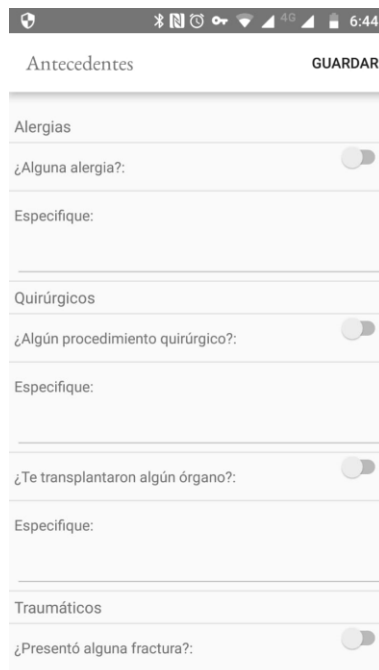 4G 6:44
Antecedentes GUARDAR
Alergias
¿Alguna alergia?:
Especifique:
Quirúrgicos
¿Algún procedimiento quirúrgico?:
Especifique:
¿Te transplantaron algún órgano?:
Especifique:
Traumáticos
¿Presentó alguna fractura?: